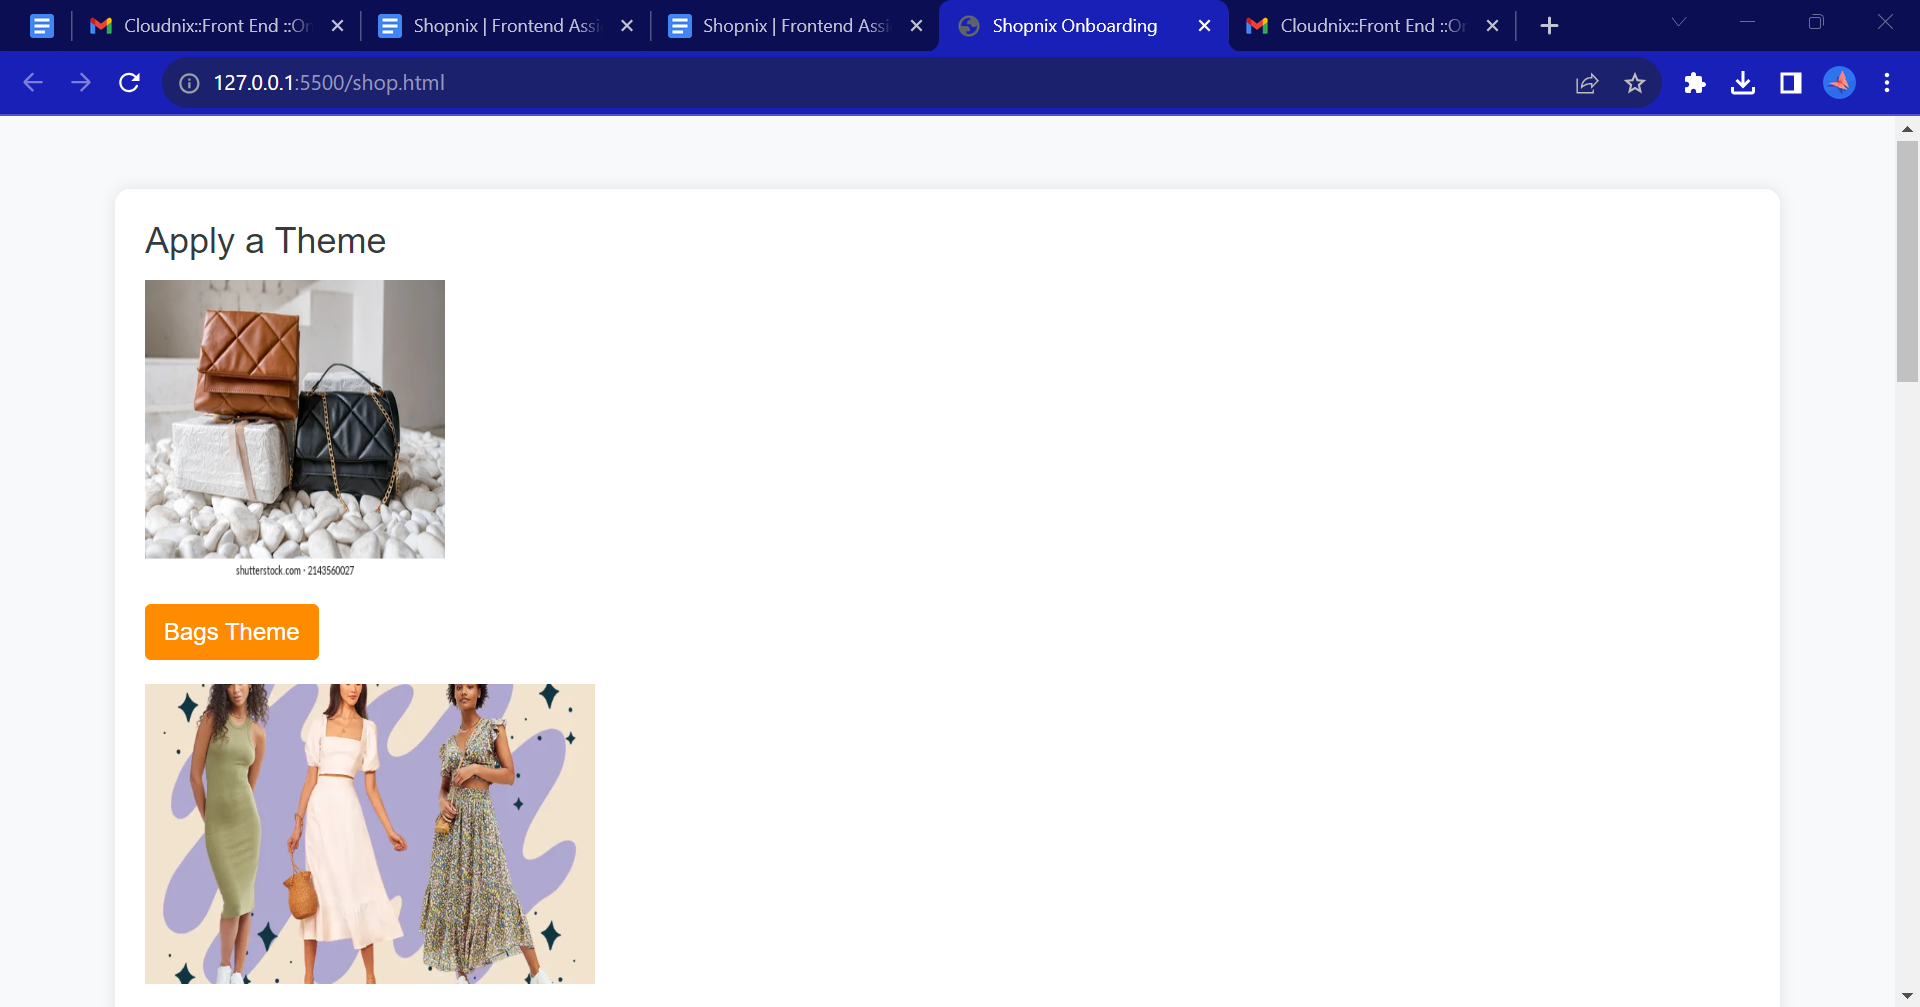 Cloudnix::Front End ::On
Shopnix | Frontend Assi
Shopnix | Frontend Assi
Shopnix Onboarding
Cloudnix::Front End ::Or
127.0.0.1:5500/shop.html
Apply a Theme
shutterstock.com · 2143560027
Bags Theme